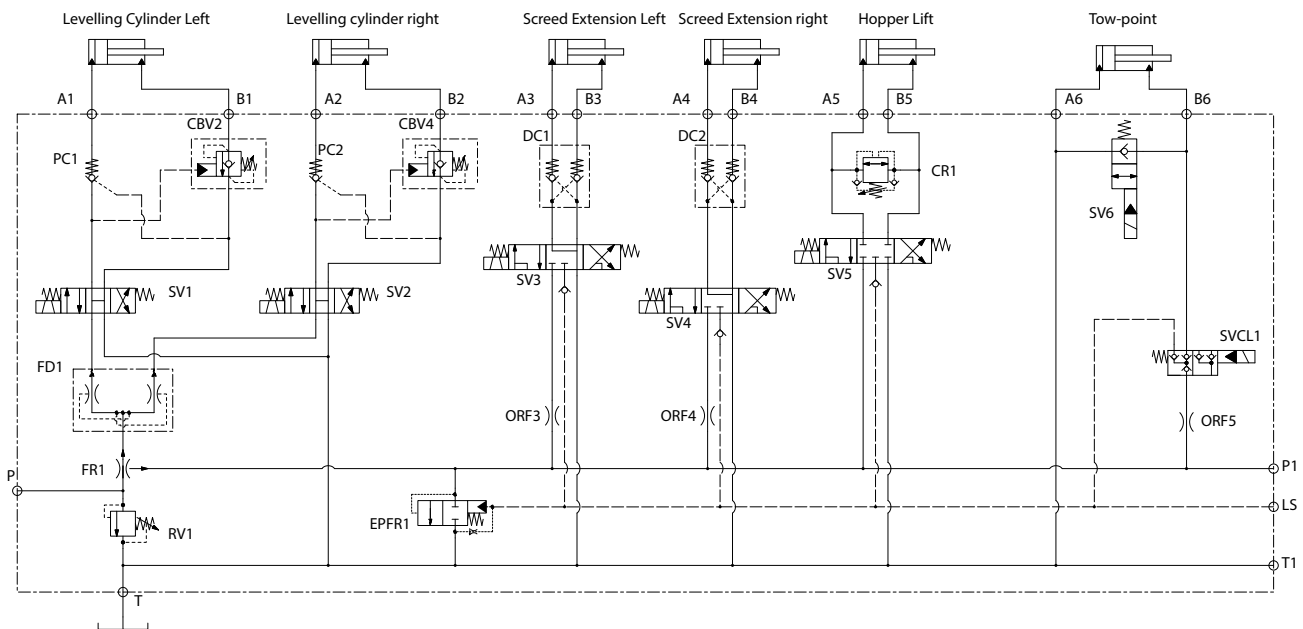 Levelling Cylinder Left
Levelling cylinder right
Screed Extension Left
Screed Extension right
Hopper Lift
Tow-point
A1
B1
A2
B2
A3
B3
A4
B4
A5
B5
A6
B6
CBV2
CBV4
DC1
DC2
PC1
PC2
CR1
SV6
SV1
SV2
SV3
SV4
SV5
SVCL1
FD1
ORF3
ORF4
ORF5
FR1
P
P1
EPFR1
LS
RV1
T1
T